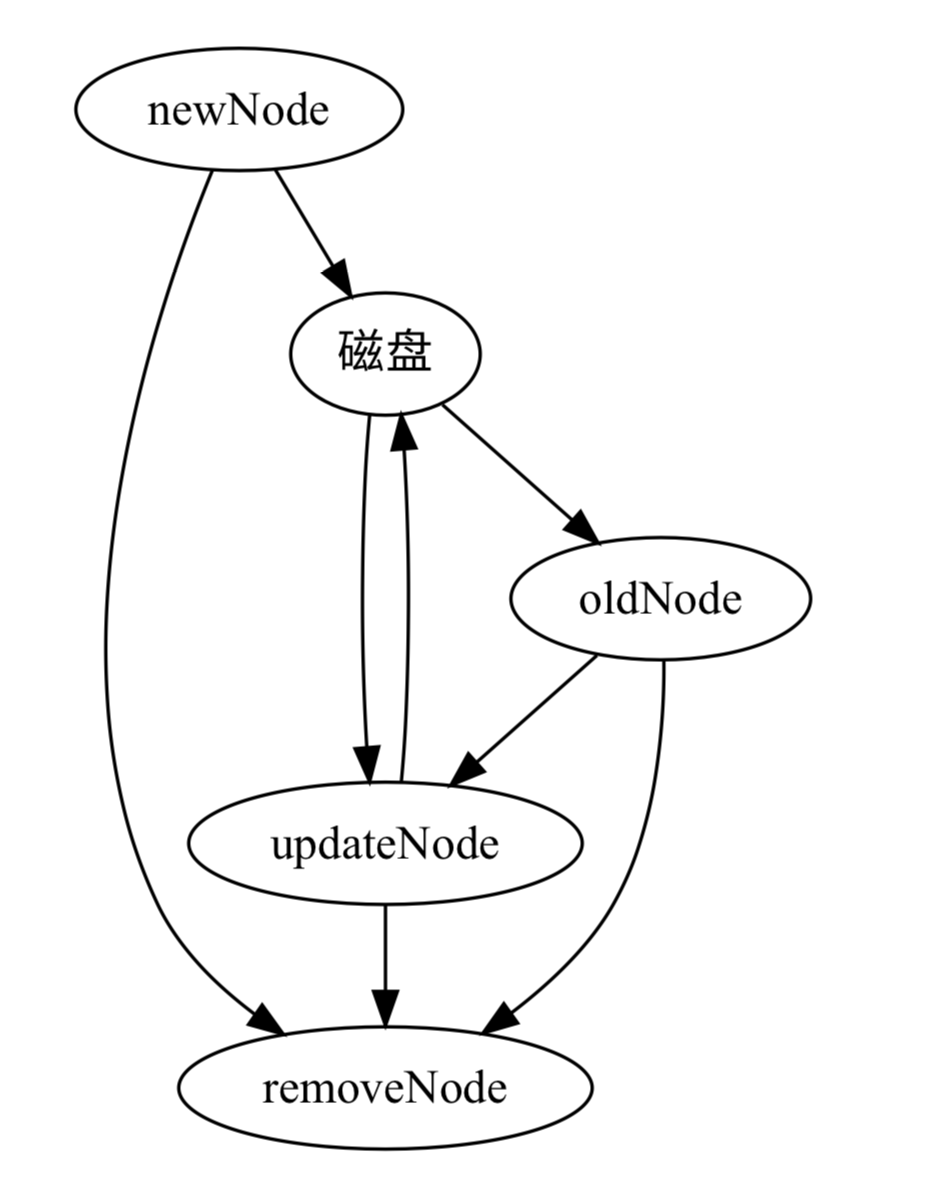 newNode
磁盘
oldNode
updateNode
removeNode